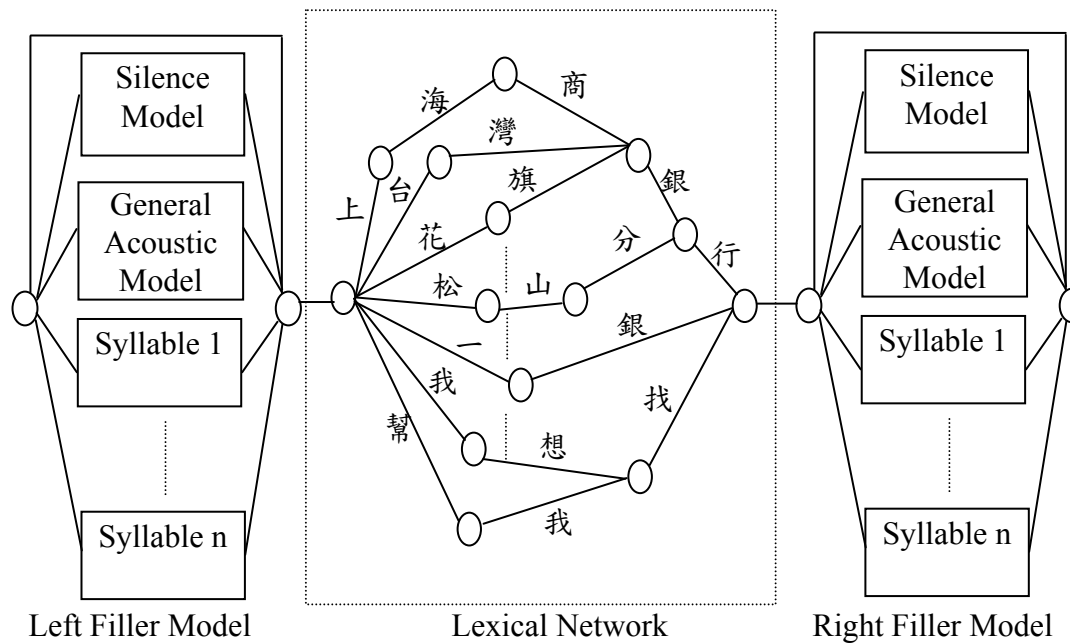 Silence
Model
General
Acoustic
Model
Syllable 1
Syllable n
Left Filler Model
海
商
灣
上
台
旗
花
銀
分
行
松
山
一
銀
我
找
幫
想
我
Lexical Network
Silence
Model
General
Acoustic
Model
Syllable 1
Syllable n
Right Filler Model